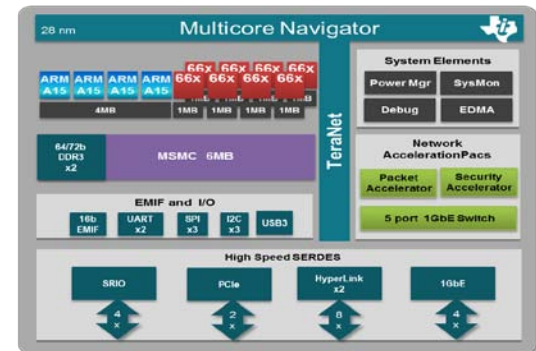 28 nm
Multicore Navigator
66x 66x 66x 66x
ARM A15
ARM A15
ARM A15
ARM A15
66x 66x 66x 66x
4MB
1MB 1MB 1MB 1MB
TeraNet
64/72b
DDR3
x2
MSMC 6MB
EMIF and I/O
16b
EMIF
UART
x2
SPI
x3
I2C
x3
USB3
System Elements
Power Mgr
SysMon
Debug
EDMA
Network
AccelerationPacs
Packet
Accelerator
Security
Accelerator
5 port 1GbE Switch
High Speed SERDES
SRIO
PCIe
HyperLink
x2
1GbE
4
x
2
x
8
x
4
x